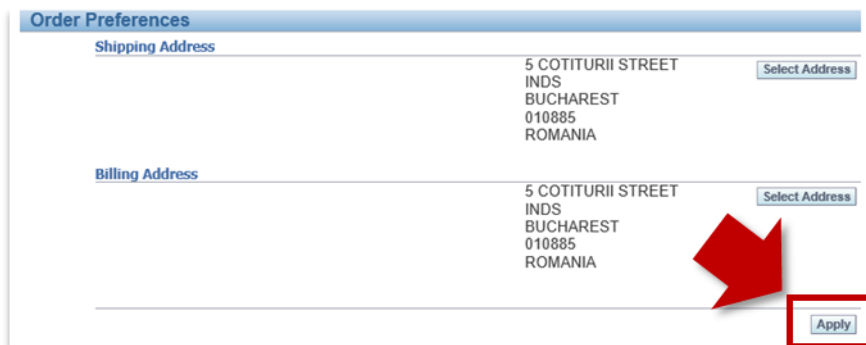 Order Preferences
Shipping Address
5 COTITURII STREET
Select Address
INDS
BUCHAREST
010885
ROMANIA
Billing Address
5 COTITURII STREET
Select Address
INDS
BUCHAREST
010885
ROMANIA
Apply